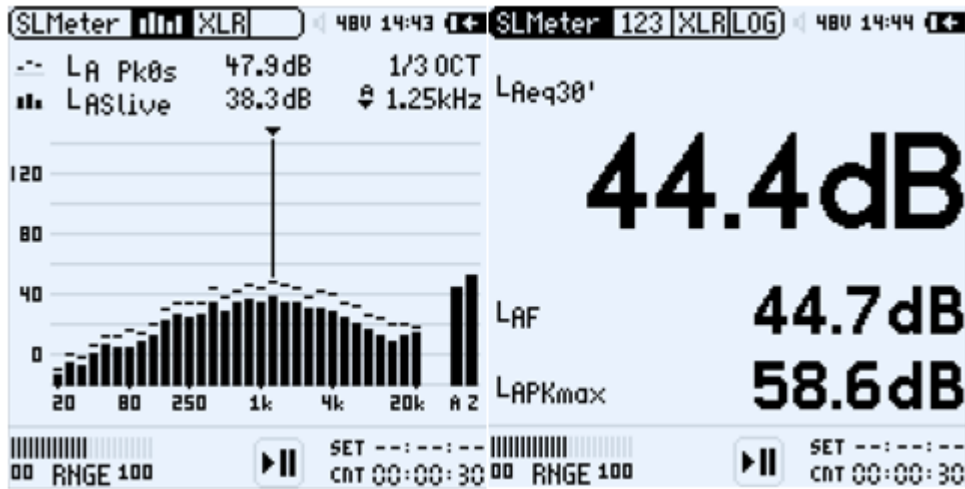 SLMeter XLR 48V 14:43
LA Pk0s 47.9dB 1/3 OCT
LASlive 38.3dB 1.25kHz
120
80
40
0
20 80 250 1k 4k 20k A Z
SET --:--:--
00 RNGE 100 CNT 00:00:30
SLMeter 123 XLR LOG 48V 14:44
LAeq30'
44.4dB
LAF 44.7dB
LAPKmax 58.6dB
SET --:--:--
00 RNGE 100 CNT 00:00:30